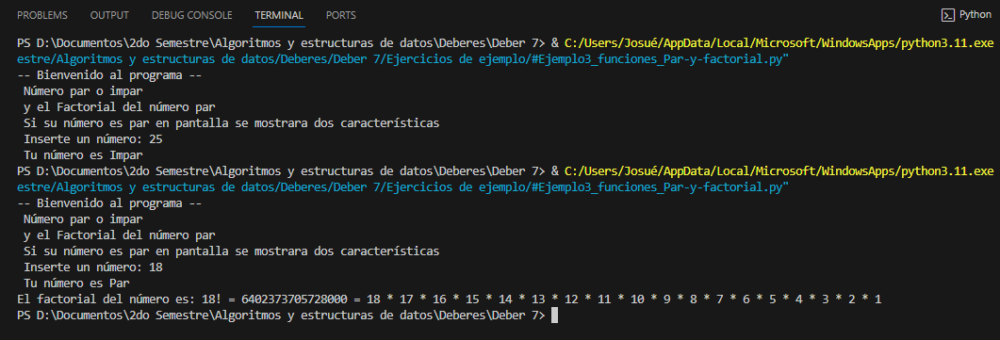 PROBLEMS OUTPUT DEBUG CONSOLE TERMINAL PORTS Python
PS D:\Documentos\2do Semestre\Algoritmos y estructuras de datos\Deberes\Deber 7> & C:/Users/Josué/AppData/Local/Microsoft/WindowsApps/python3.11.exe
estre/Algoritmos y estructuras de datos/Deberes/Deber 7/Ejercicios de ejemplo/#Ejemplo3_funciones_Par-y-factorial.py"
-- Bienvenido al programa --
Número par o impar
y el Factorial del número par
Si su número es par en pantalla se mostrara dos características
Inserte un número: 25
Tu número es Impar
PS D:\Documentos\2do Semestre\Algoritmos y estructuras de datos\Deberes\Deber 7> & C:/Users/Josué/AppData/Local/Microsoft/WindowsApps/python3.11.exe
estre/Algoritmos y estructuras de datos/Deberes/Deber 7/Ejercicios de ejemplo/#Ejemplo3_funciones_Par-y-factorial.py"
-- Bienvenido al programa --
Número par o impar
y el Factorial del número par
Si su número es par en pantalla se mostrara dos características
Inserte un número: 18
Tu número es Par
El factorial del número es: 18! = 6402373705728000 = 18 * 17 * 16 * 15 * 14 * 13 * 12 * 11 * 10 * 9 * 8 * 7 * 6 * 5 * 4 * 3 * 2 * 1
PS D:\Documentos\2do Semestre\Algoritmos y estructuras de datos\Deberes\Deber 7>